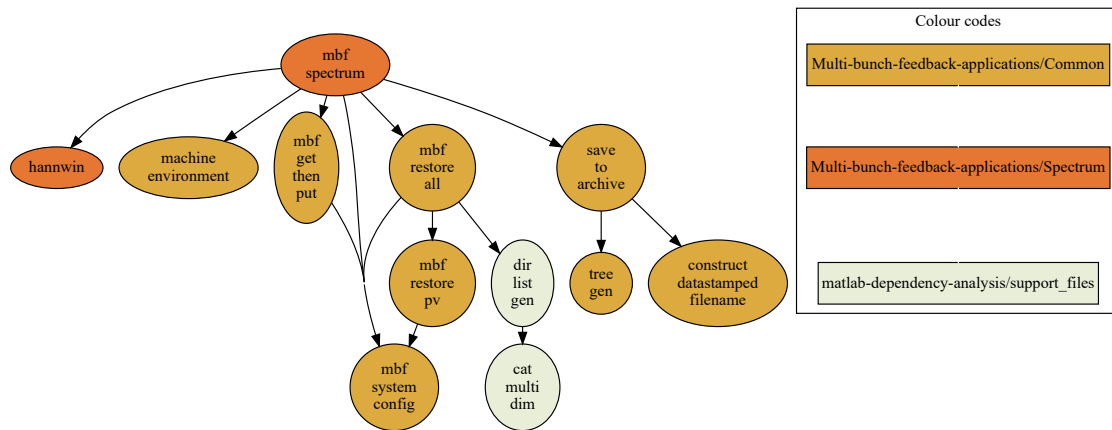 mbf
spectrum
hannwin
machine
environment
mbf
get
then
put
mbf
restore
all
save
to
archive
mbf
restore
pv
dir
list
gen
tree
gen
construct
datastamped
filename
mbf
system
config
cat
multi
dim
Colour codes
Multi-bunch-feedback-applications/Common
Multi-bunch-feedback-applications/Spectrum
matlab-dependency-analysis/support_files